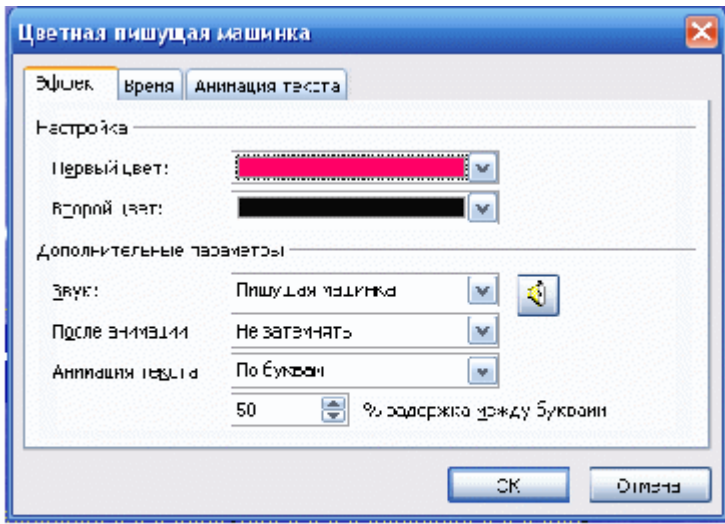 Цветная пишущая машинка
Эффект Время Анимация текста
Настройка
Первый цвет:
Второй цвет:
Дополнительные параметры
Звук: Пишущая машинка
После анимации Не затемнять
Анимация текста По буквам
50 % задержка между буквами
ОК Отмена